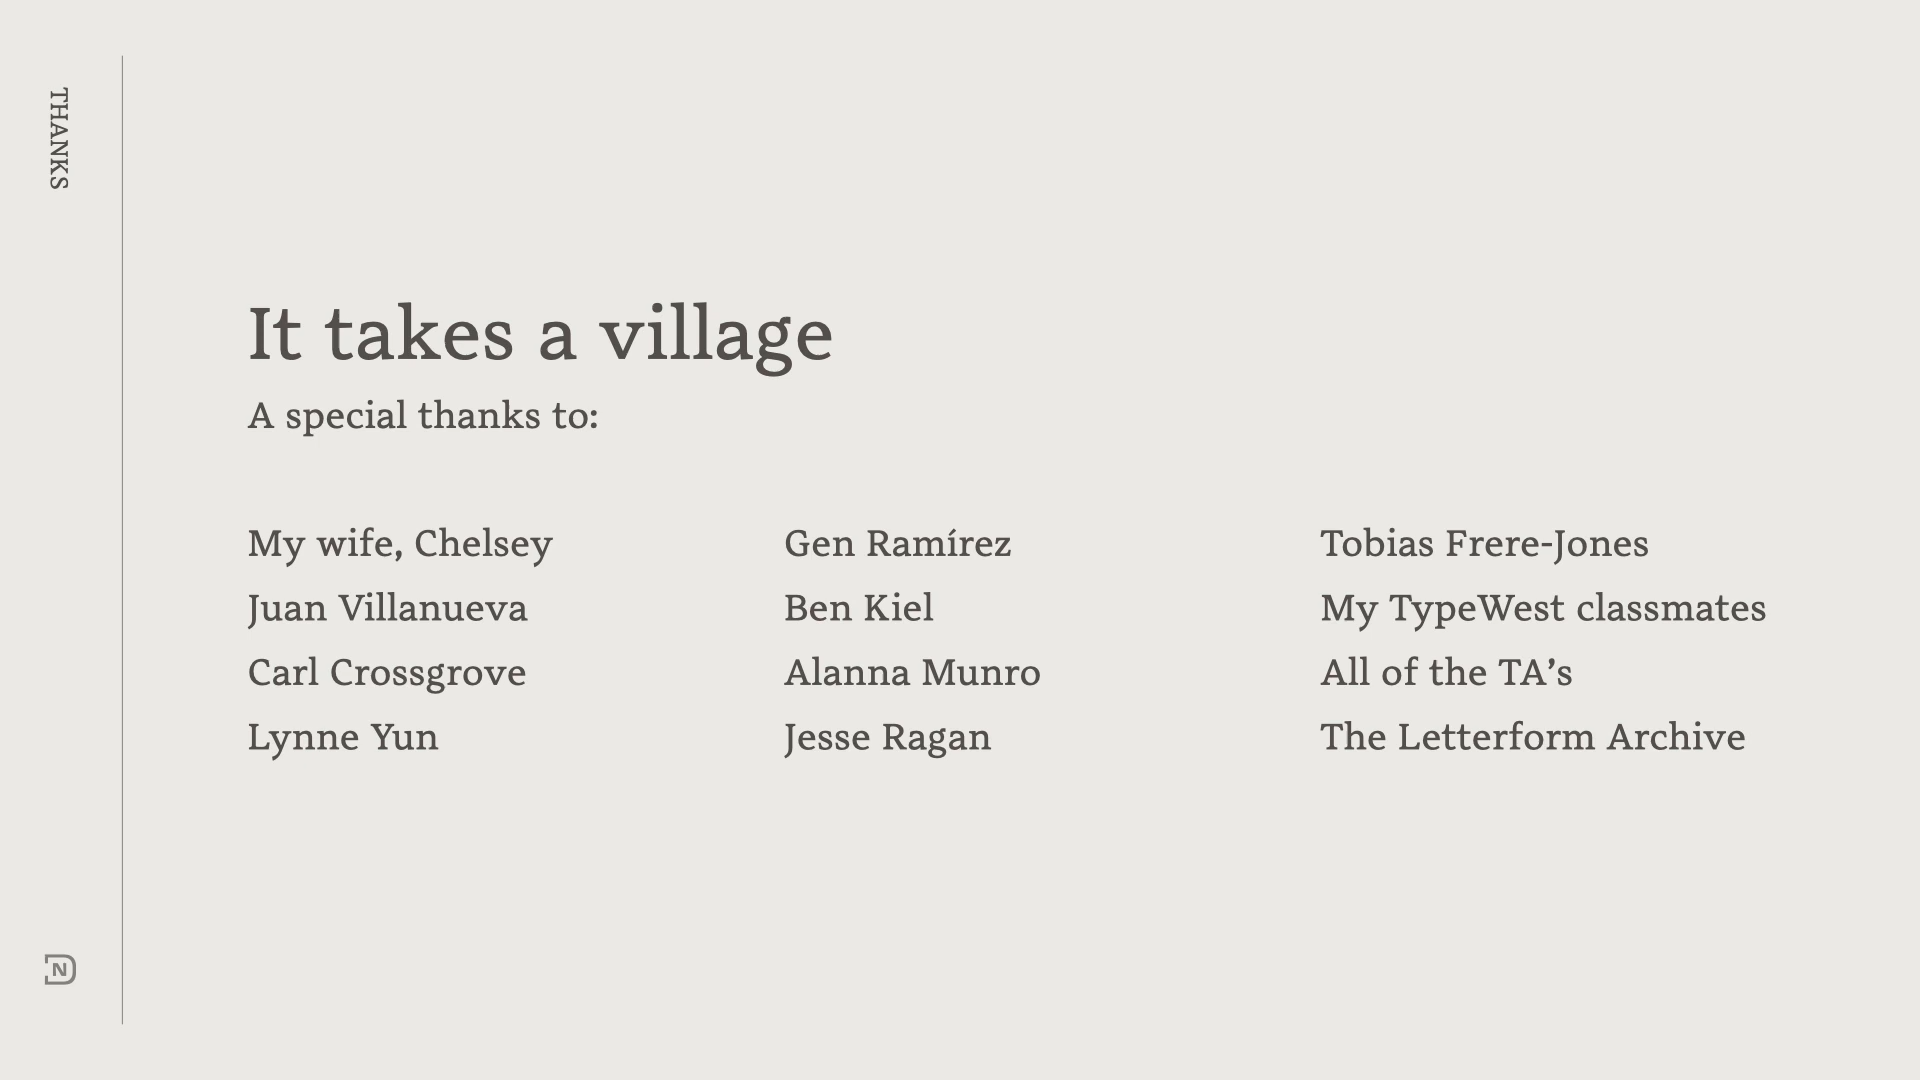 THANKS
It takes a village
A special thanks to:
My wife, Chelsey
Juan Villanueva
Carl Crossgrove
Lynne Yun
Gen Ramírez
Ben Kiel
Alanna Munro
Jesse Ragan
Tobias Frere-Jones
My TypeWest classmates
All of the TA’s
The Letterform Archive
N